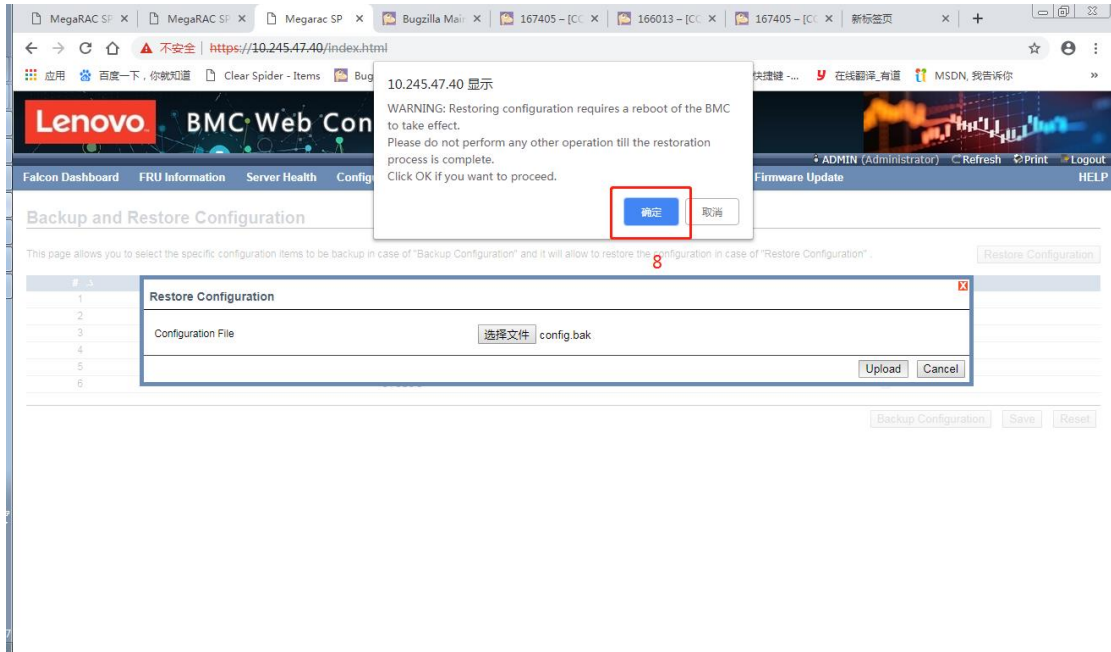 MegaRAC SP
MegaRAC SP
Megarac SP
Bugzilla Mair
167405 – [CC
166013 – [CC
167405 – [CC
新标签页
不安全 | https://10.245.47.40/index.html
应用
百度一下，你就知道
Clear Spider - Items
Bug
快捷键 -...
在线翻译_有道
MSDN, 我告诉你
»
10.245.47.40 显示
WARNING: Restoring configuration requires a reboot of the BMC
to take effect.
Please do not perform any other operation till the restoration
process is complete.
Click OK if you want to proceed.
确定
取消
8
Lenovo
BMC Web Con
ADMIN (Administrator)
Refresh
Print
Logout
Falcon Dashboard
FRU Information
Server Health
Config
Firmware Update
HELP
Backup and Restore Configuration
This page allows you to select the specific configuration items to be backup in case of "Backup Configuration" and it will allow to restore the configuration in case of "Restore Configuration" .
Restore Configuration
#
1
2
3
4
5
6
Restore Configuration
X
Configuration File
选择文件
config.bak
Upload
Cancel
Backup Configuration
Save
Reset